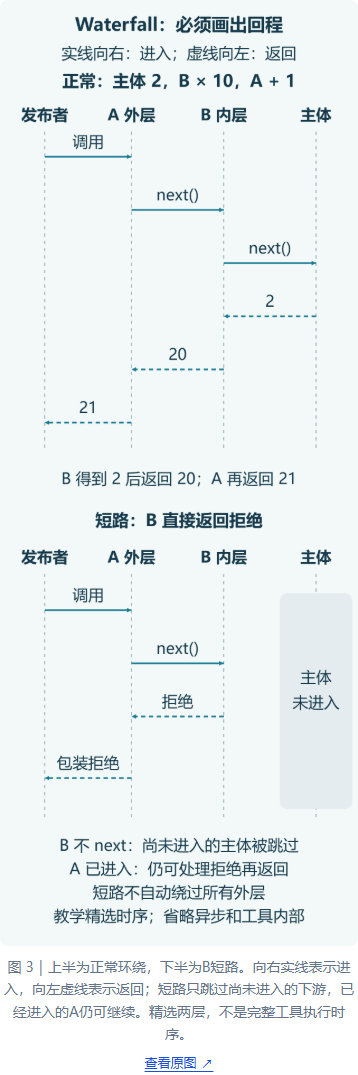 Waterfall：必须画出回程
实线向右：进入；虚线向左：返回
正常：主体 2，B × 10，A + 1
发布者 A 外层 B 内层 主体
调用
next()
next()
2
20
21
B 得到 2 后返回 20；A 再返回 21
短路：B 直接返回拒绝
发布者 A 外层 B 内层 主体
调用
next()
主体
未进入
拒绝
包装拒绝
B 不 next：尚未进入的主体被跳过
A 已进入：仍可处理拒绝再返回
短路不自动绕过所有外层
教学精选时序；省略异步和工具内部
图 3｜上半为正常环绕，下半为B短路。向右实线表示进
入，向左虚线表示返回；短路只跳过尚未进入的下游，已
经进入的A仍可继续。精选两层，不是完整工具执行时
序。
查看原图 ↗